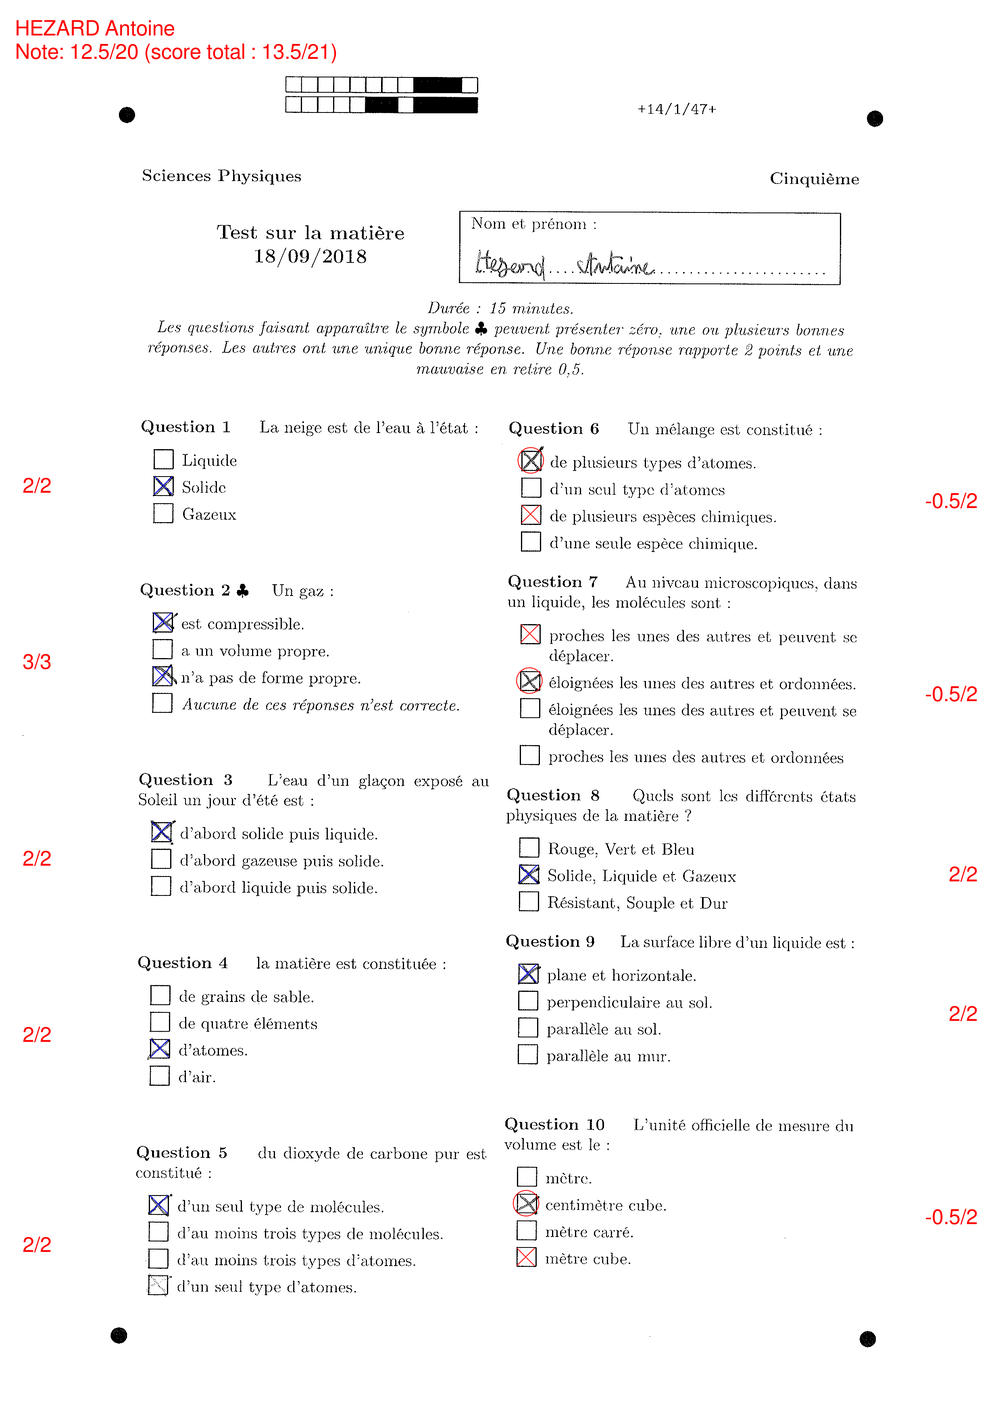 HEZARD Antoine
Note: 12.5/20 (score total : 13.5/21)
+14/1/47+
Sciences Physiques
Cinquième
Test sur la matière
18/09/2018
Nom et prénom :
Hezard....Antoine........................
Durée : 15 minutes.
Les questions faisant apparaître le symbole ♣ peuvent présenter zéro, une ou plusieurs bonnes
réponses. Les autres ont une unique bonne réponse. Une bonne réponse rapporte 2 points et une
mauvaise en retire 0,5.
Question 1 La neige est de l'eau à l'état :
Liquide
2/2
Solide
Gazeux
Question 2 ♣ Un gaz :
est compressible.
a un volume propre.
3/3
n'a pas de forme propre.
Aucune de ces réponses n'est correcte.
Question 3 L'eau d'un glaçon exposé au
Soleil un jour d'été est :
d'abord solide puis liquide.
2/2
d'abord gazeuse puis solide.
d'abord liquide puis solide.
Question 4 la matière est constituée :
de grains de sable.
de quatre éléments
2/2
d'atomes.
d'air.
Question 5 du dioxyde de carbone pur est
constitué :
d'un seul type de molécules.
d'au moins trois types de molécules.
2/2
d'au moins trois types d'atomes.
d'un seul type d'atomes.
Question 6 Un mélange est constitué :
de plusieurs types d'atomes.
d'un seul type d'atomes
-0.5/2
de plusieurs espèces chimiques.
d'une seule espèce chimique.
Question 7 Au niveau microscopiques, dans
un liquide, les molécules sont :
proches les unes des autres et peuvent se
déplacer.
éloignées les unes des autres et ordonnées.
-0.5/2
éloignées les unes des autres et peuvent se
déplacer.
proches les unes des autres et ordonnées
Question 8 Quels sont les différents états
physiques de la matière ?
Rouge, Vert et Bleu
Solide, Liquide et Gazeux
2/2
Résistant, Souple et Dur
Question 9 La surface libre d'un liquide est :
plane et horizontale.
perpendiculaire au sol.
2/2
parallèle au sol.
parallèle au mur.
Question 10 L'unité officielle de mesure du
volume est le :
mètre.
centimètre cube.
-0.5/2
mètre carré.
mètre cube.